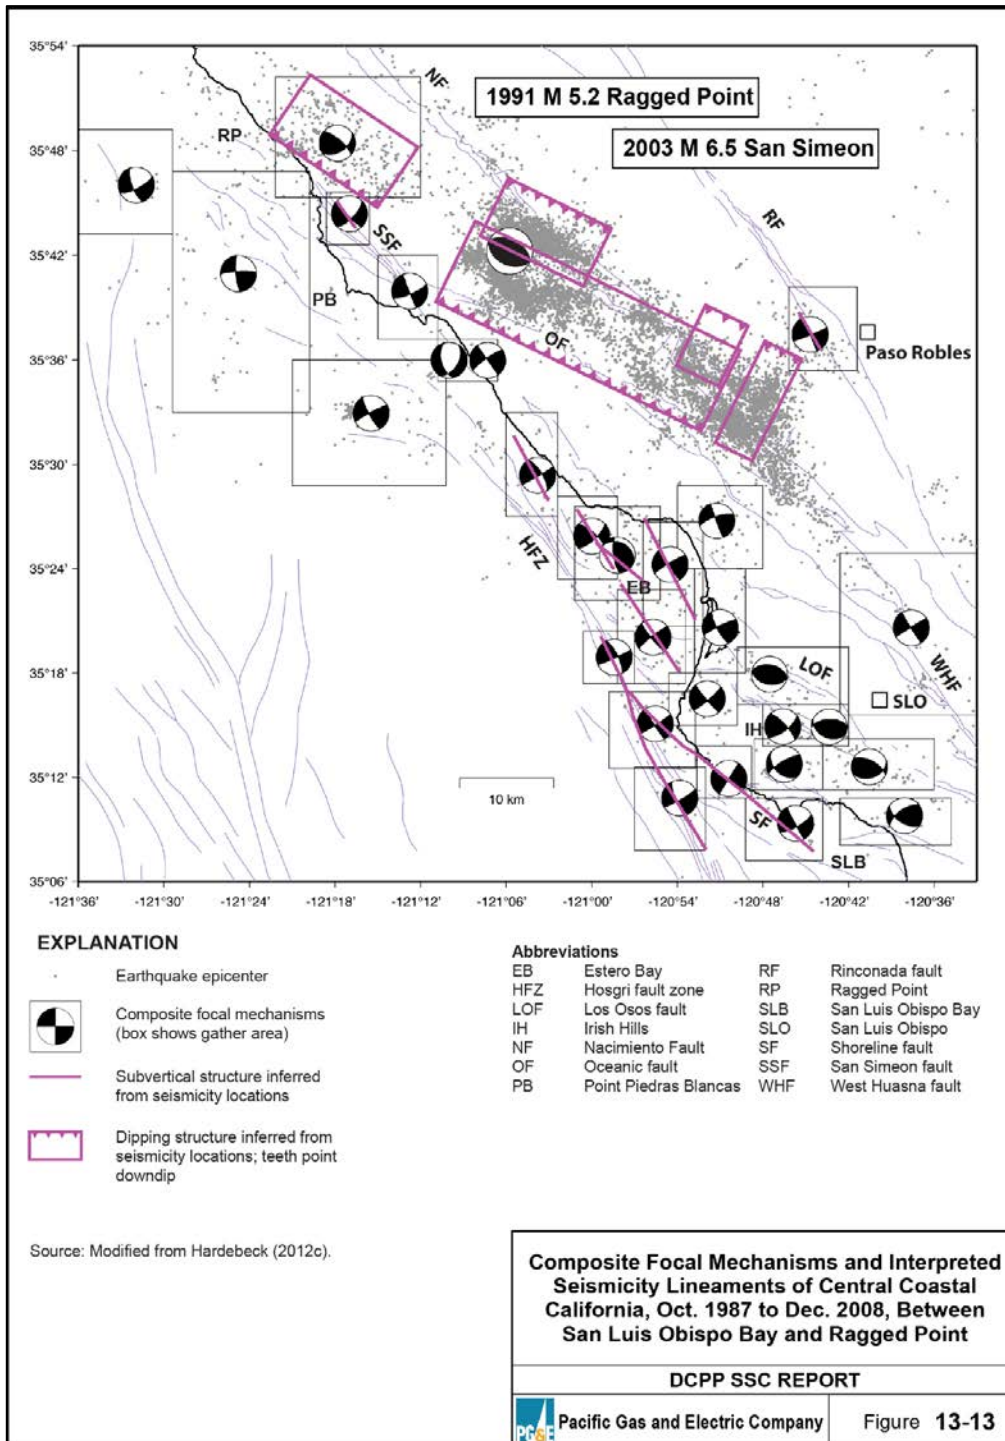 35°54'
NF
1991 M 5.2 Ragged Point
RP
35°48'
2003 M 6.5 San Simeon
RF
SSF
35°42'
PB
Paso Robles
OF
35°36'
35°30'
HFZ
35°24'
EB
35°18'
LOF
WHF
SLO
IH
35°12'
10 km
SF
SLB
35°06'
-121°36' -121°30' -121°24' -121°18' -121°12' -121°06' -121°00' -120°54' -120°48' -120°42' -120°36'
EXPLANATION
Earthquake epicenter
Composite focal mechanisms
(box shows gather area)
Subvertical structure inferred
from seismicity locations
Dipping structure inferred from
seismicity locations; teeth point
downdip
Abbreviations
EB Estero Bay RF Rinconada fault
HFZ Hosgri fault zone RP Ragged Point
LOF Los Osos fault SLB San Luis Obispo Bay
IH Irish Hills SLO San Luis Obispo
NF Nacimiento Fault SF Shoreline fault
OF Oceanic fault SSF San Simeon fault
PB Point Piedras Blancas WHF West Huasna fault
Source: Modified from Hardebeck (2012c).
Composite Focal Mechanisms and Interpreted
Seismicity Lineaments of Central Coastal
California, Oct. 1987 to Dec. 2008, Between
San Luis Obispo Bay and Ragged Point
DCPP SSC REPORT
PG&E Pacific Gas and Electric Company Figure 13-13